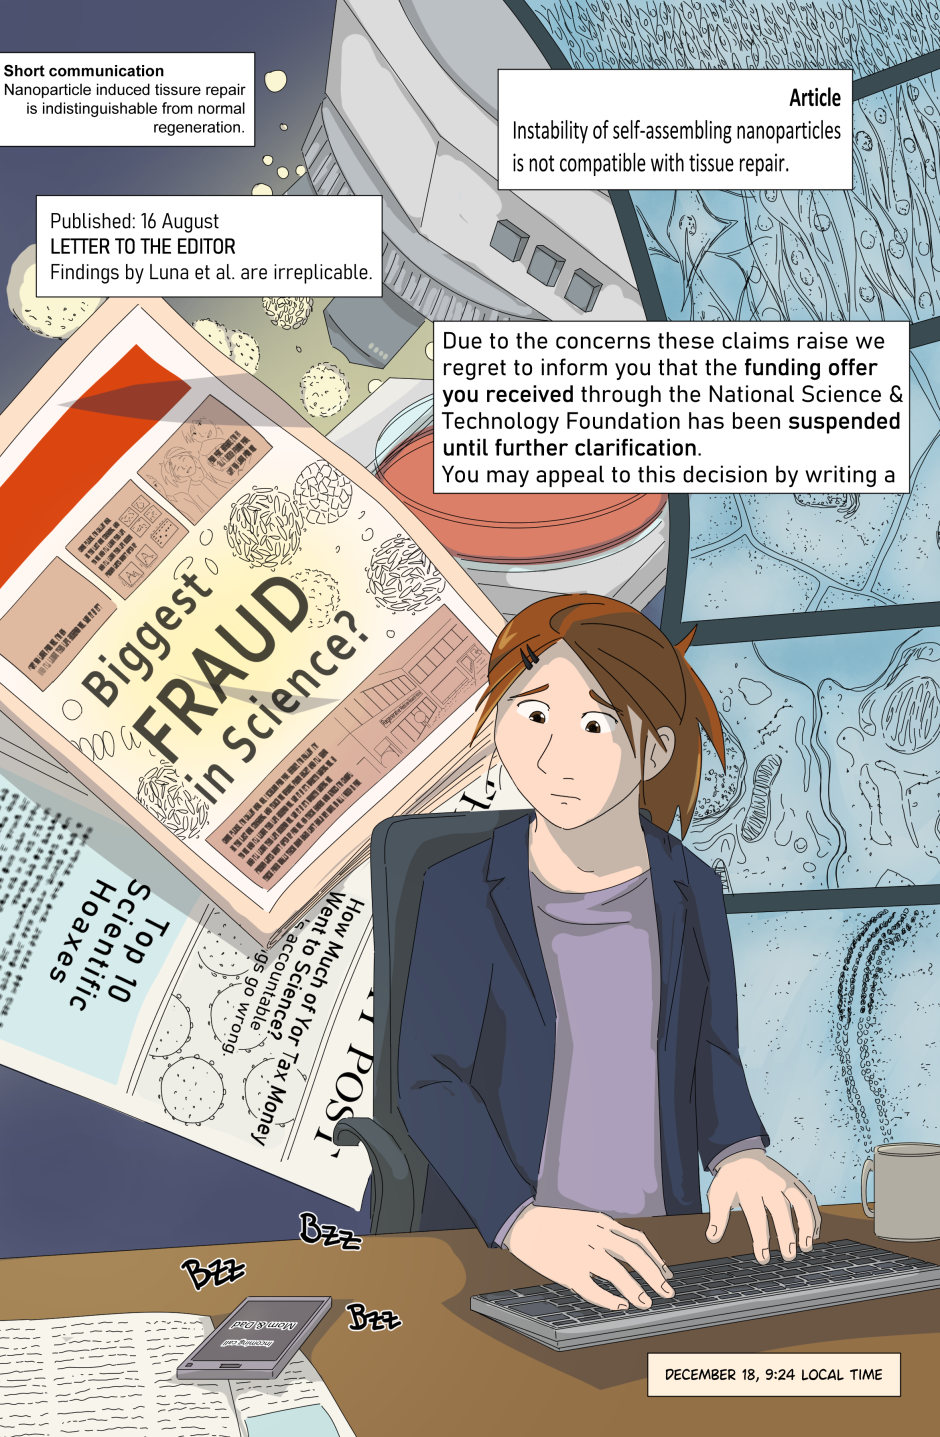 Short communication
Nanoparticle induced tissure repair
is indistinguishable from normal
regeneration.
Article
Instability of self-assembling nanoparticles
is not compatible with tissue repair.
Published: 16 August
LETTER TO THE EDITOR
Findings by Luna et al. are irreplicable.
Due to the concerns these claims raise we
regret to inform you that the funding offer
you received through the National Science &
Technology Foundation has been suspended
until further clarification.
You may appeal to this decision by writing a
Biggest
FRAUD
in Science?
Top 10
Scientific
Hoaxes
How Much of Yor Tax Money
Went to Science?
accountable
go wrong.
POST
Bzz
Bzz
Bzz
Incoming call
Mom & Dad
DECEMBER 18, 9:24 LOCAL TIME